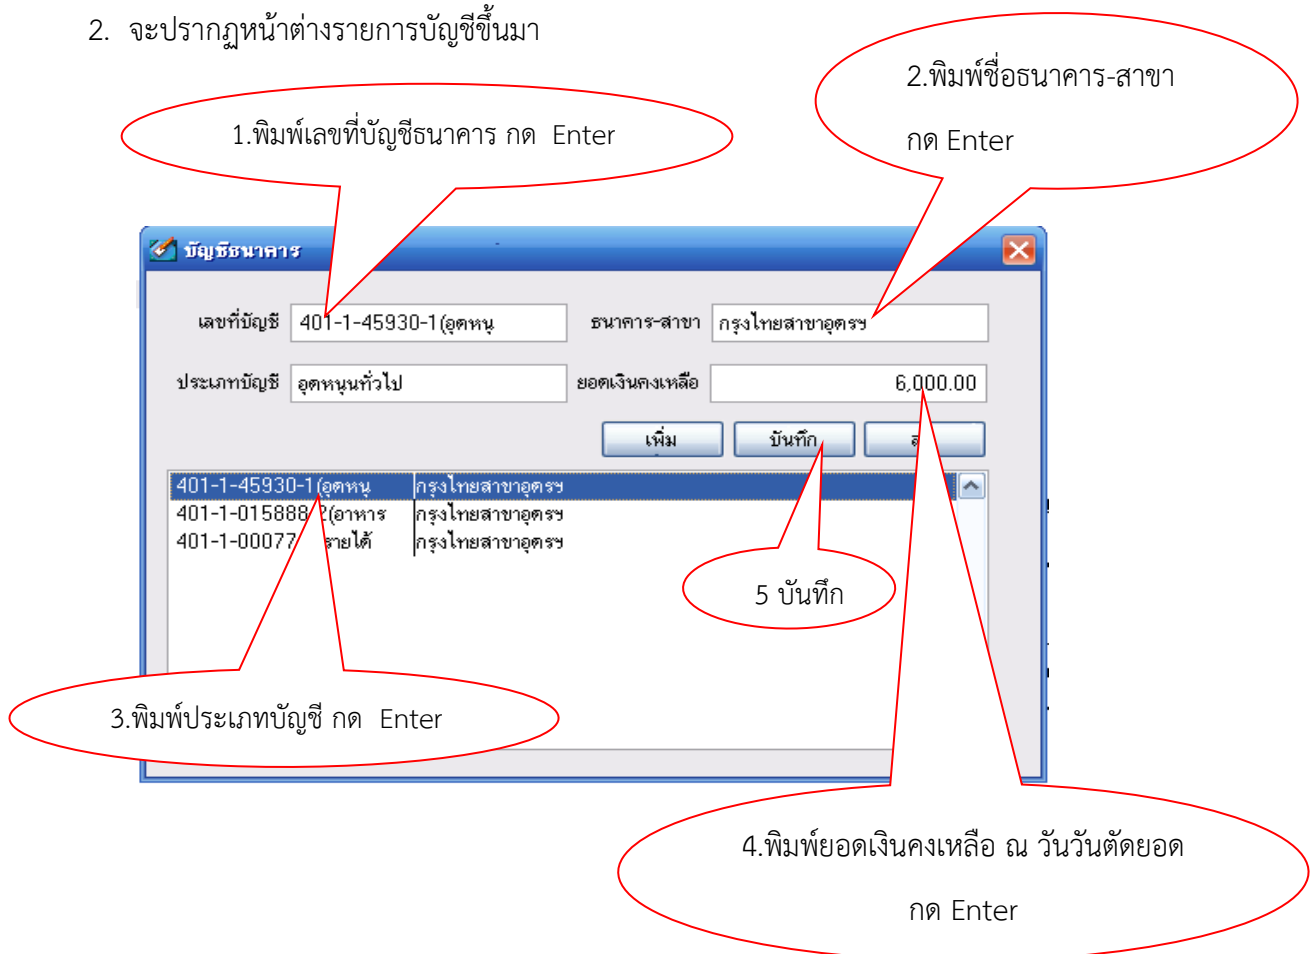 2. จะปรากฏหน้าต่างรายการบัญชีขึ้นมา
2.พิมพ์ชื่อธนาคาร-สาขา
กด Enter
1.พิมพ์เลขที่บัญชีธนาคาร กด Enter
บัญชีธนาคาร
เลขที่บัญชี 401-1-45930-1(อุดหนุ ธนาคาร-สาขา กรุงไทยสาขาอุดรฯ
ประเภทบัญชี อุดหนุนทั่วไป ยอดเงินคงเหลือ 6,000.00
เพิ่ม บันทึก
401-1-45930-1(อุดหนุ กรุงไทยสาขาอุดรฯ
401-1-015888 2(อาหาร กรุงไทยสาขาอุดรฯ
401-1-00077 รายได้ กรุงไทยสาขาอุดรฯ
5 บันทึก
3.พิมพ์ประเภทบัญชี กด Enter
4.พิมพ์ยอดเงินคงเหลือ ณ วันวันตัดยอด
กด Enter